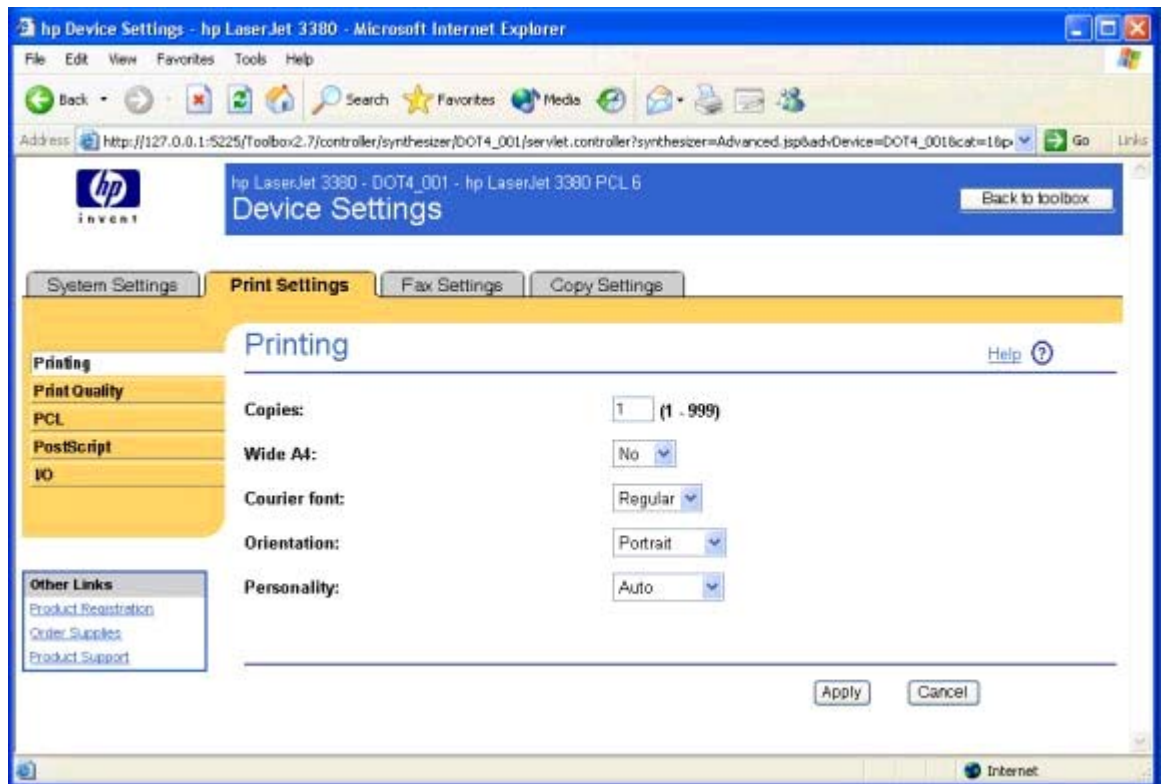 hp Device Settings - hp LaserJet 3380 - Microsoft Internet Explorer
File Edit View Favorites Tools Help
Back Search Favorites Media
Address http://127.0.0.1:5225/Toolbox2.7/controller/synthesizer/DOT4_001/servlet.controller?synthesizer=Advanced.jsp&advDevice=DOT4_001&cat=1&p Go Links
hp
invent
hp LaserJet 3380 - DOT4_001 - hp LaserJet 3380 PCL 6
Device Settings
Back to toolbox
System Settings Print Settings Fax Settings Copy Settings
Printing
Print Quality
PCL
PostScript
I/O
Other Links
Product Registration
Order Supplies
Product Support
Printing
Help ?
Copies: 1 (1 - 999)
Wide A4: No
Courier font: Regular
Orientation: Portrait
Personality: Auto
Apply Cancel
Internet